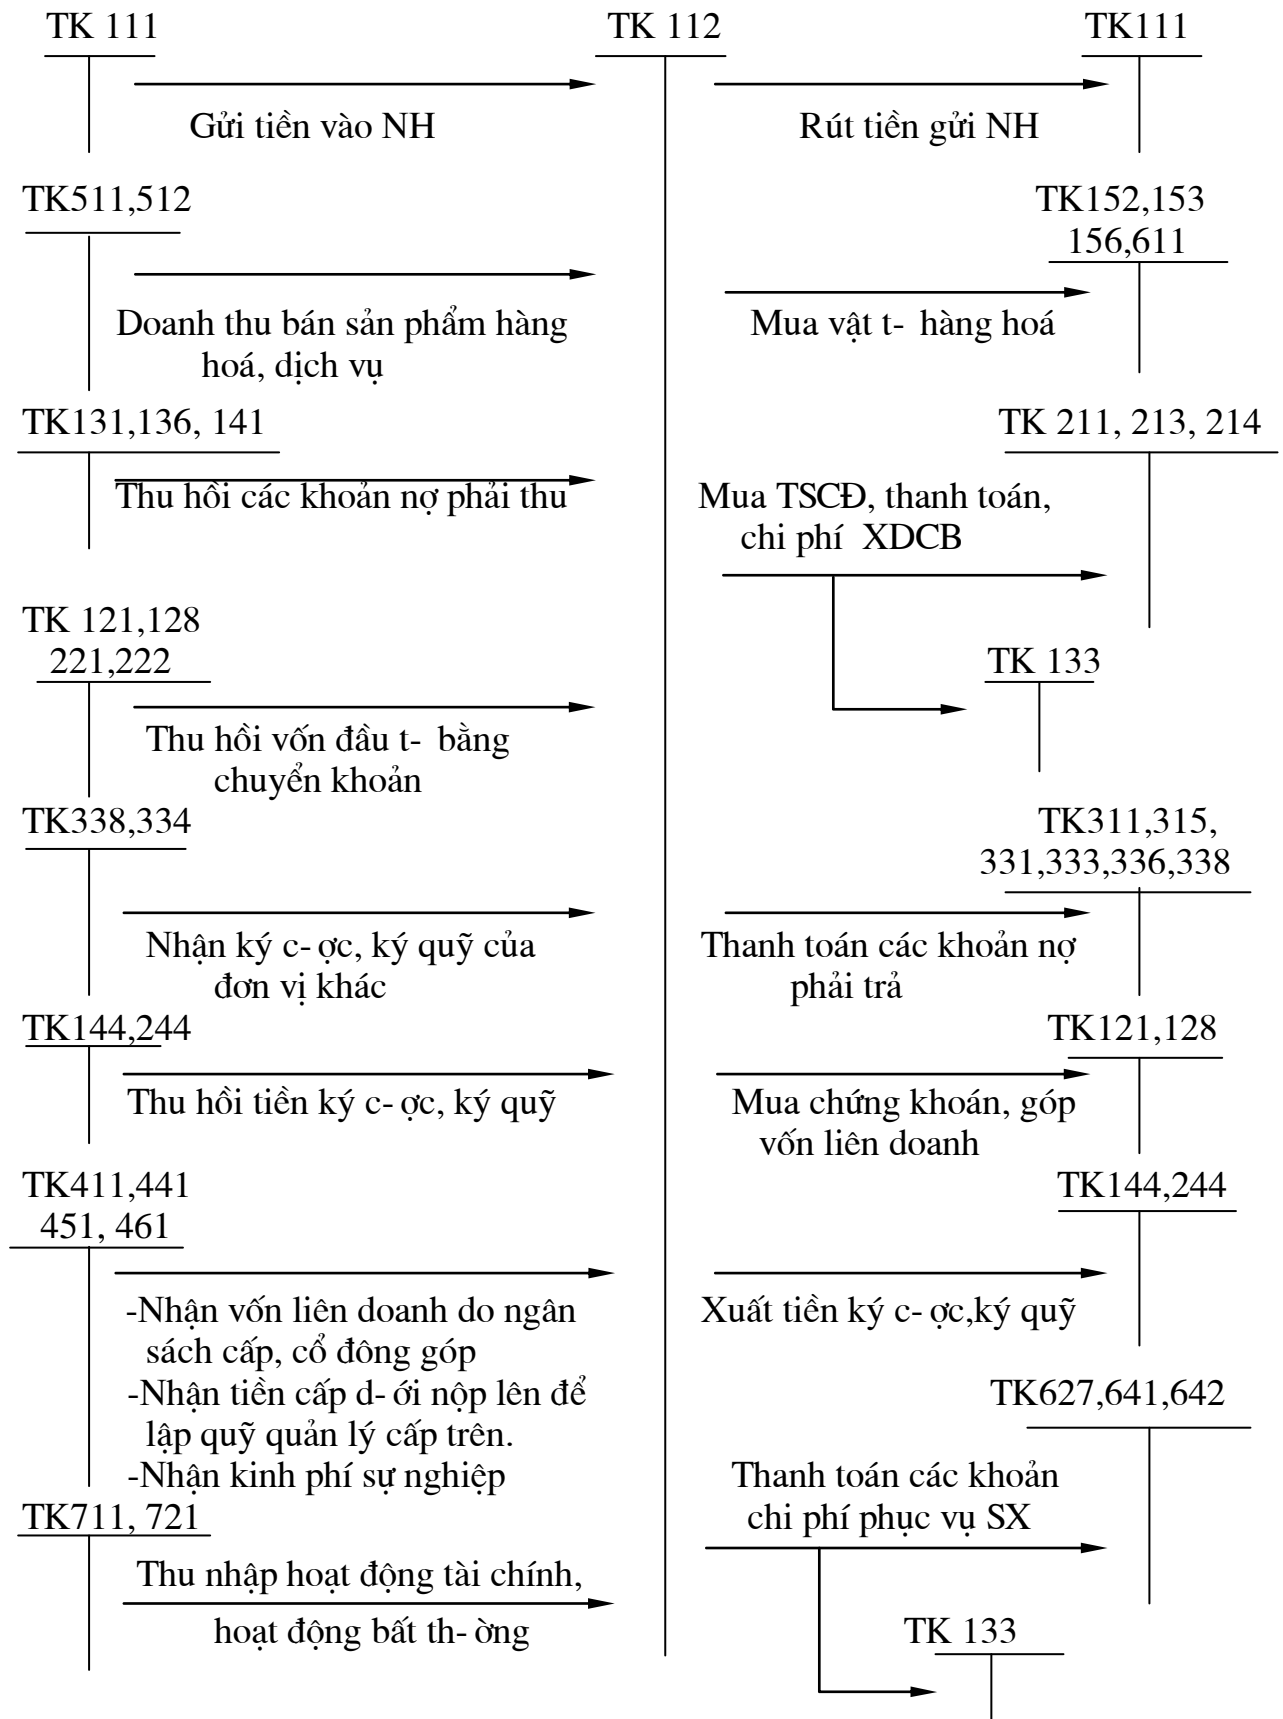 TK 111
TK 112
TK111
Gửi tiền vào NH
Rút tiền gửi NH
TK511,512
TK152,153
156,611
Doanh thu bán sản phẩm hàng
hoá, dịch vụ
Mua vật t- hàng hoá
TK131,136, 141
TK 211, 213, 214
Thu hồi các khoản nợ phải thu
Mua TSCĐ, thanh toán,
chi phí XDCB
TK 121,128
221,222
TK 133
Thu hồi vốn đầu t- bằng
chuyển khoản
TK338,334
TK311,315,
331,333,336,338
Nhận ký c- ợc, ký quỹ của
đơn vị khác
Thanh toán các khoản nợ
phải trả
TK144,244
TK121,128
Thu hồi tiền ký c- ợc, ký quỹ
Mua chứng khoán, góp
vốn liên doanh
TK411,441
451, 461
TK144,244
-Nhận vốn liên doanh do ngân
sách cấp, cổ đông góp
-Nhận tiền cấp d- ới nộp lên để
lập quỹ quản lý cấp trên.
-Nhận kinh phí sự nghiệp
Xuất tiền ký c- ợc,ký quỹ
TK627,641,642
Thanh toán các khoản
chi phí phục vụ SX
TK711, 721
Thu nhập hoạt động tài chính,
hoạt động bất th- ờng
TK 133